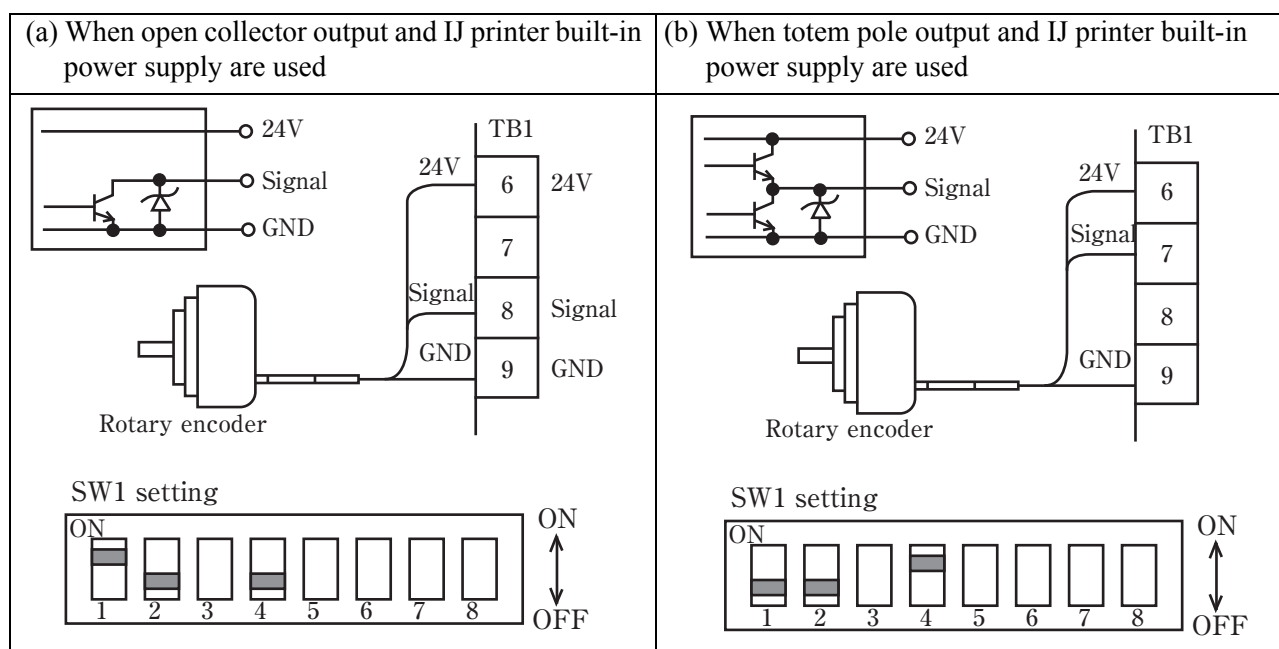 (a) When open collector output and IJ printer built-in
power supply are used
24V
Signal
GND
TB1
24V
6
24V
7
Signal
8
Signal
GND
9
GND
Rotary encoder
SW1 setting
ON
ON
1 2 3 4 5 6 7 8
OFF
(b) When totem pole output and IJ printer built-in
power supply are used
24V
Signal
GND
TB1
24V
6
Signal
7
8
GND
9
Rotary encoder
SW1 setting
ON
ON
1 2 3 4 5 6 7 8
OFF